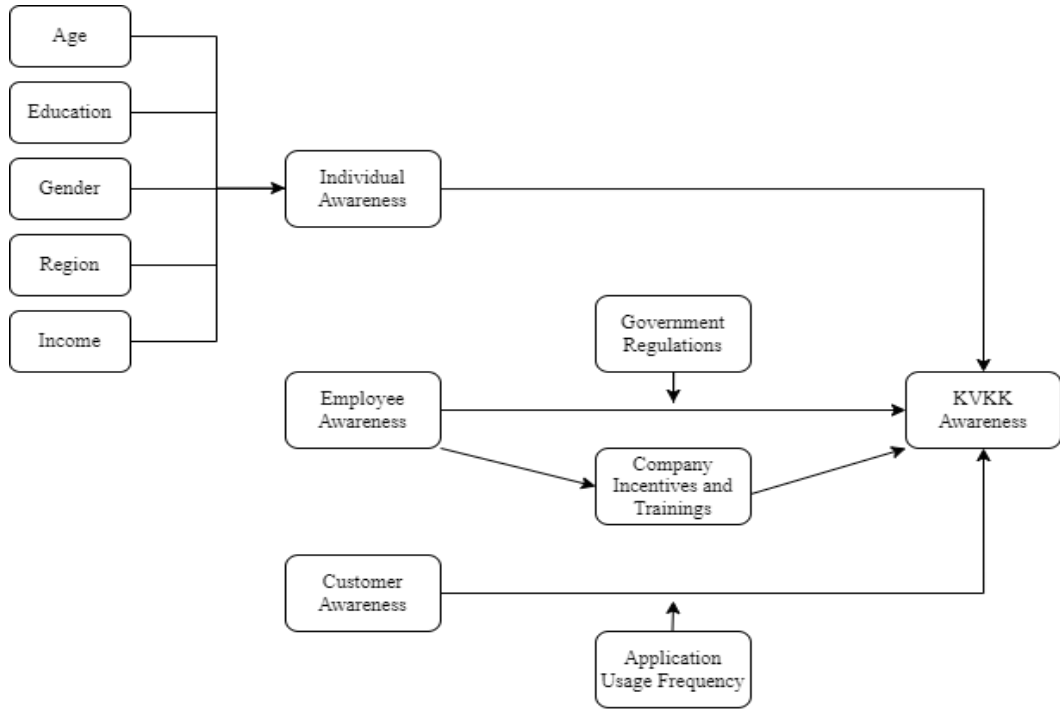 Age
Education
Gender
Region
Income
Individual
Awareness
Government
Regulations
Employee
Awareness
KVKK
Awareness
Company
Incentives and
Trainings
Customer
Awareness
Application
Usage Frequency